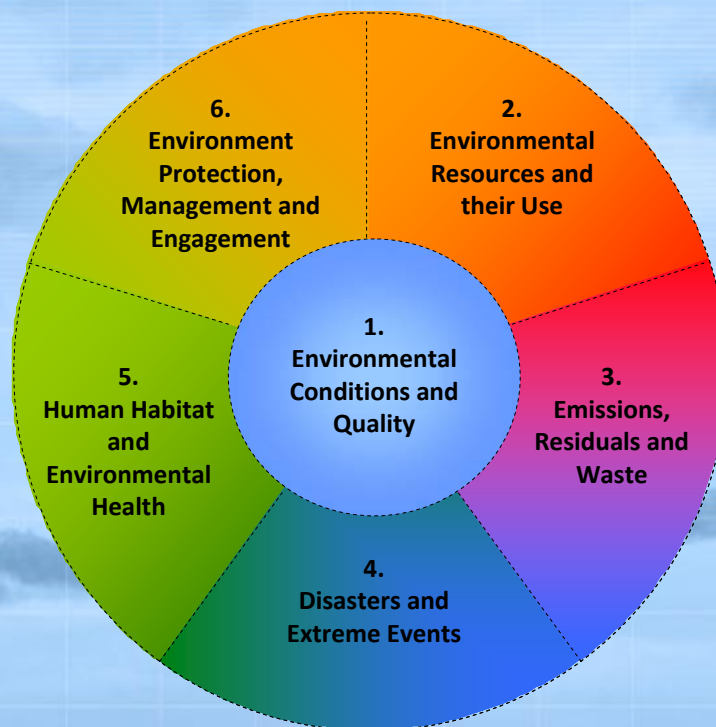 1.
Environmental
Conditions and
Quality
2.
Environmental
Resources and
their Use
3.
Emissions,
Residuals and
Waste
4.
Disasters and
Extreme Events
5.
Human Habitat
and
Environmental
Health
6.
Environment
Protection,
Management and
Engagement